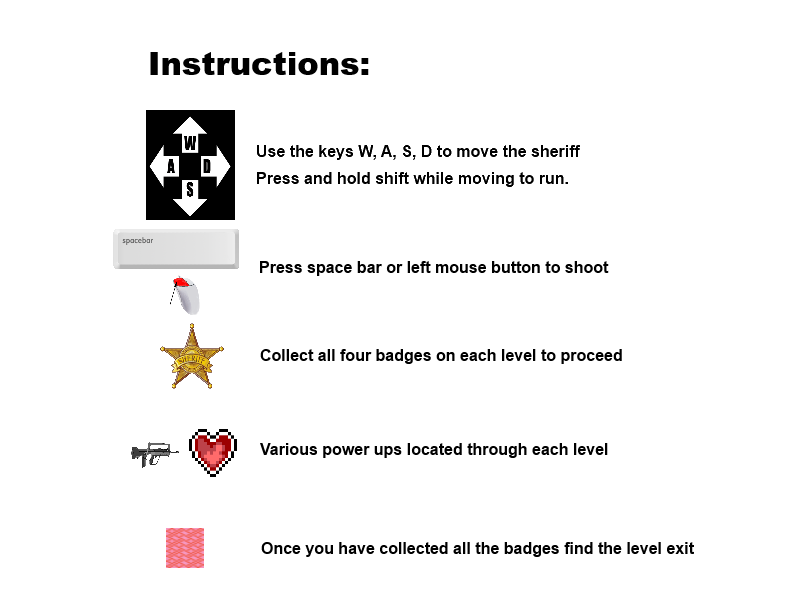 Instructions:
W
A D
S
Use the keys W, A, S, D to move the sheriff
Press and hold shift while moving to run.
spacebar
Press space bar or left mouse button to shoot
SHERIFF
Collect all four badges on each level to proceed
Various power ups located through each level
Once you have collected all the badges find the level exit